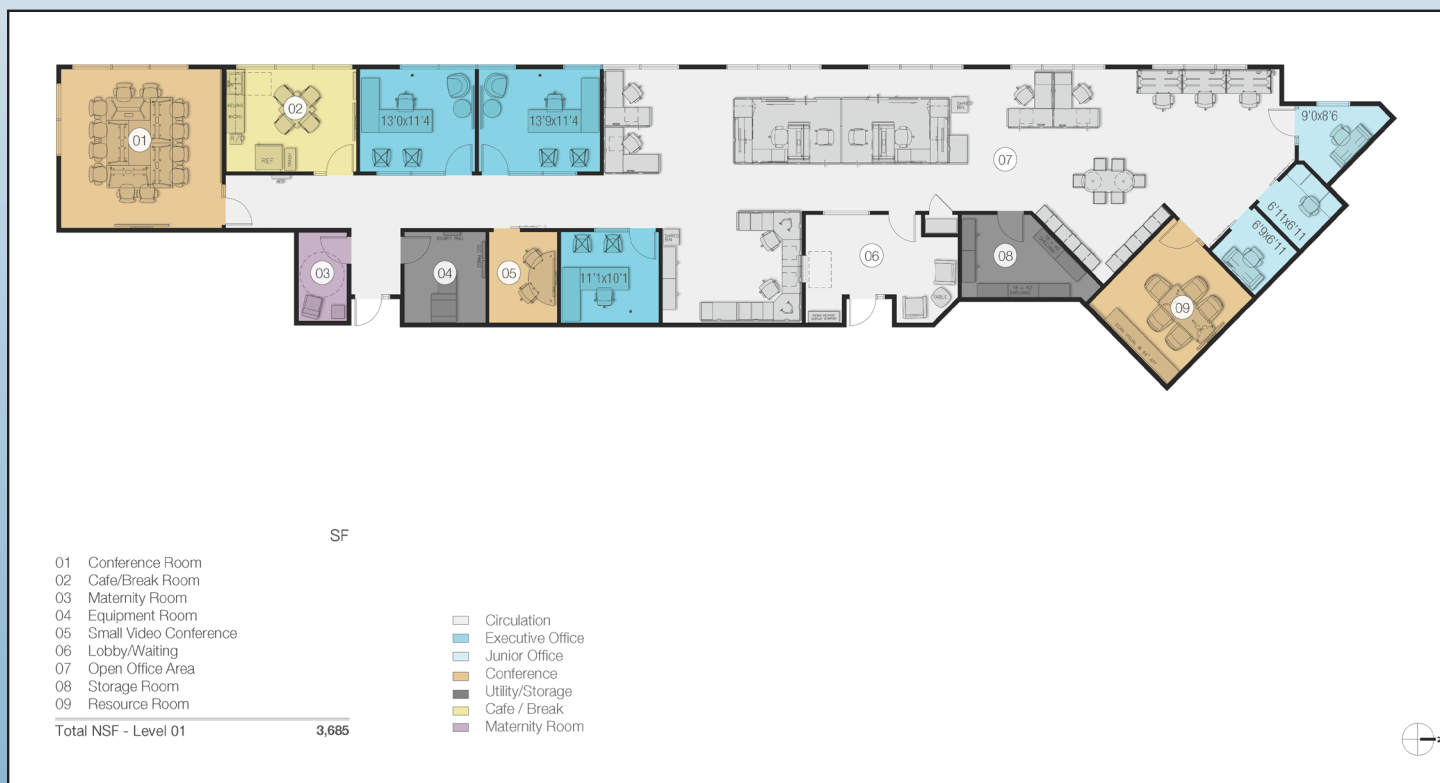 01
02
03
04
05
06
07
08
09
13'0x11'4
13'9x11'4
11'1x10'1
9'0x8'6
6'11x6'11
6'9x6'11
REF
TABLE
SF
01 Conference Room
02 Cafe/Break Room
03 Maternity Room
04 Equipment Room
05 Small Video Conference
06 Lobby/Waiting
07 Open Office Area
08 Storage Room
09 Resource Room
Total NSF - Level 01 3,685
Circulation
Executive Office
Junior Office
Conference
Utility/Storage
Cafe / Break
Maternity Room